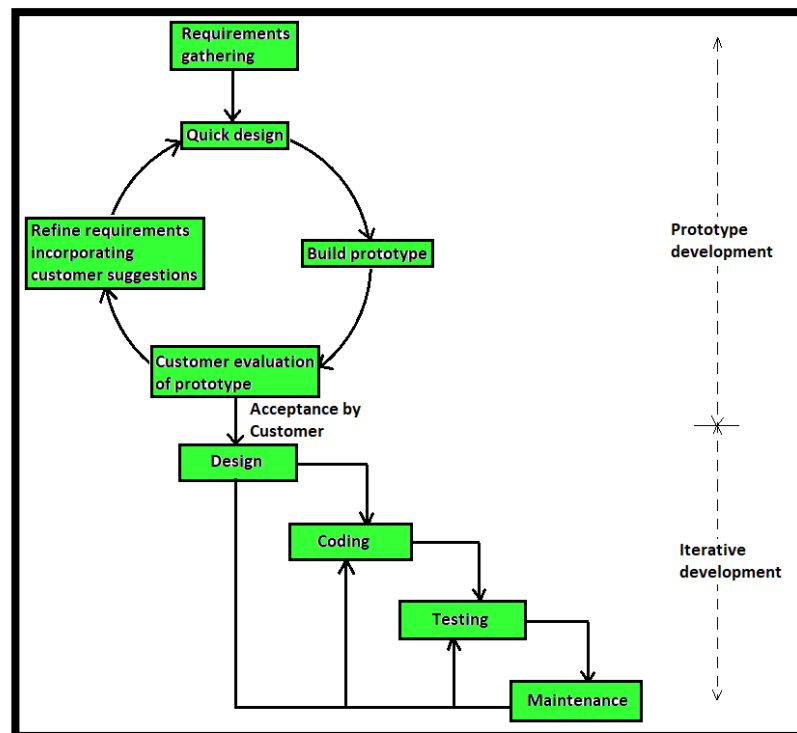 Requirements
gathering
Quick design
Refine requirements
incorporating
customer suggestions
Build prototype
Prototype
development
Customer evaluation
of prototype
Acceptance by
Customer
Design
Coding
Iterative
development
Testing
Maintenance